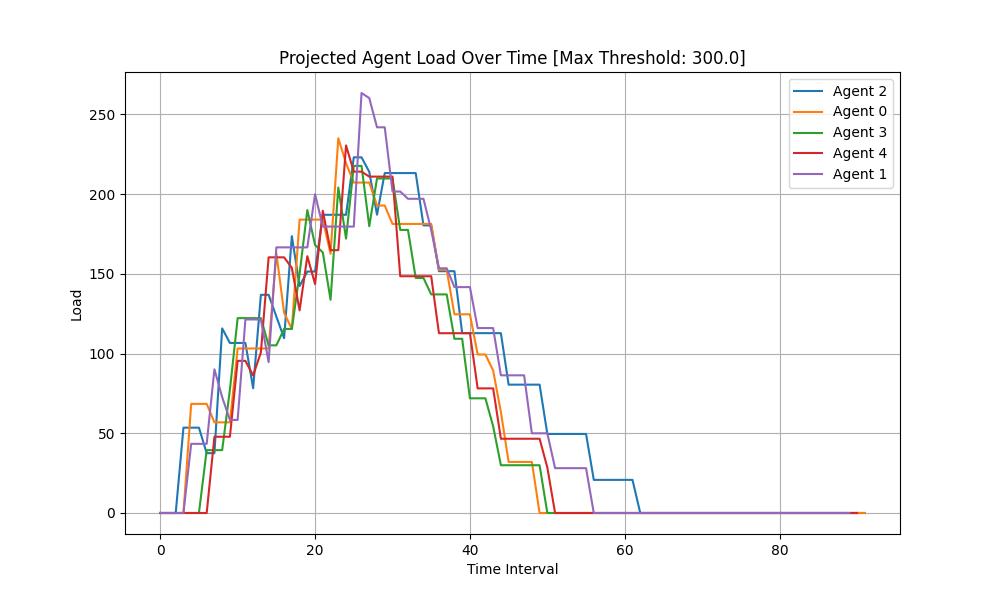 Projected Agent Load Over Time [Max Threshold: 300.0]
Load
250
200
150
100
50
0
0 20 40 60 80
Time Interval
Agent 2
Agent 0
Agent 3
Agent 4
Agent 1